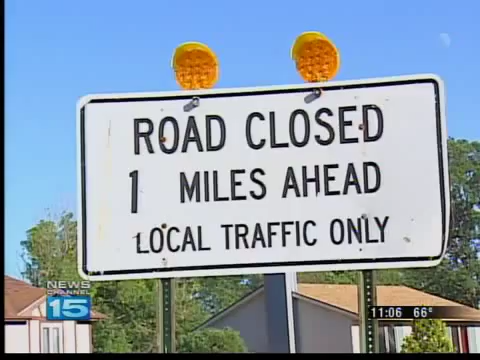 ROAD CLOSED
1 MILES AHEAD
LOCAL TRAFFIC ONLY
NEWS
CHANNEL
15
11:06 66°